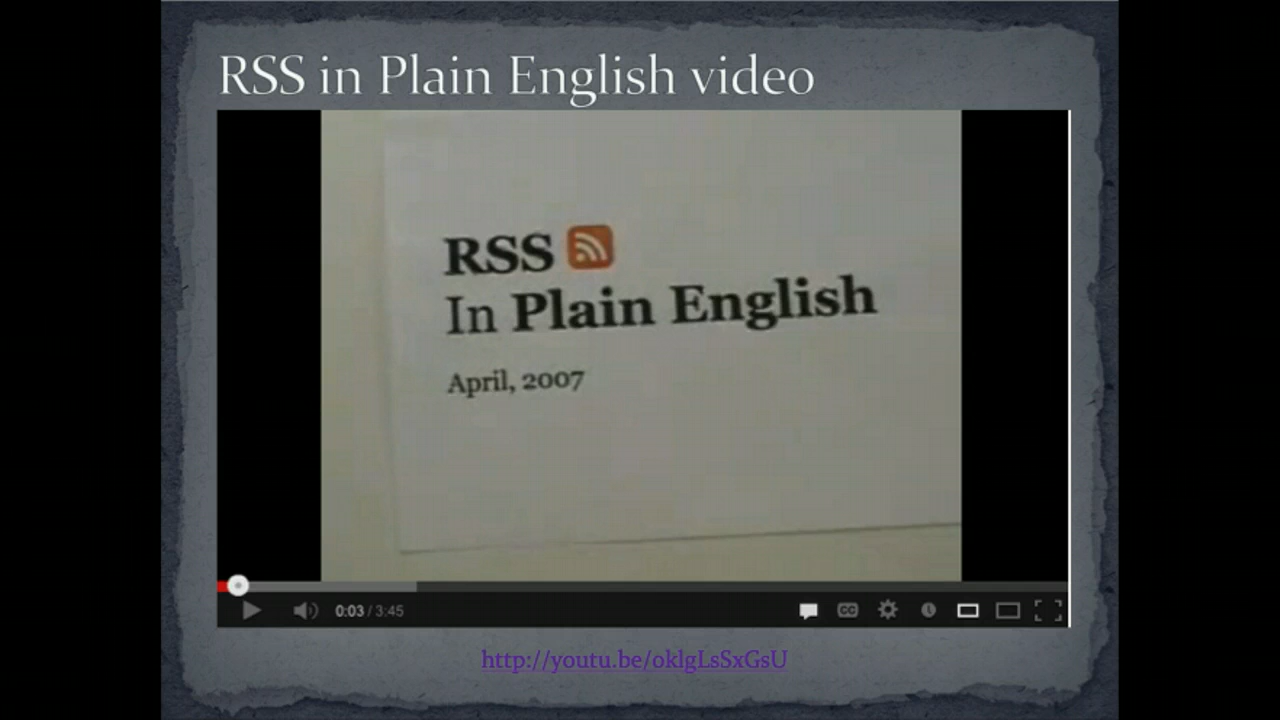 RSS in Plain English video
RSS
In Plain English
April, 2007
0:03 / 3:45
CC
http://youtu.be/oklgLsSxGsU